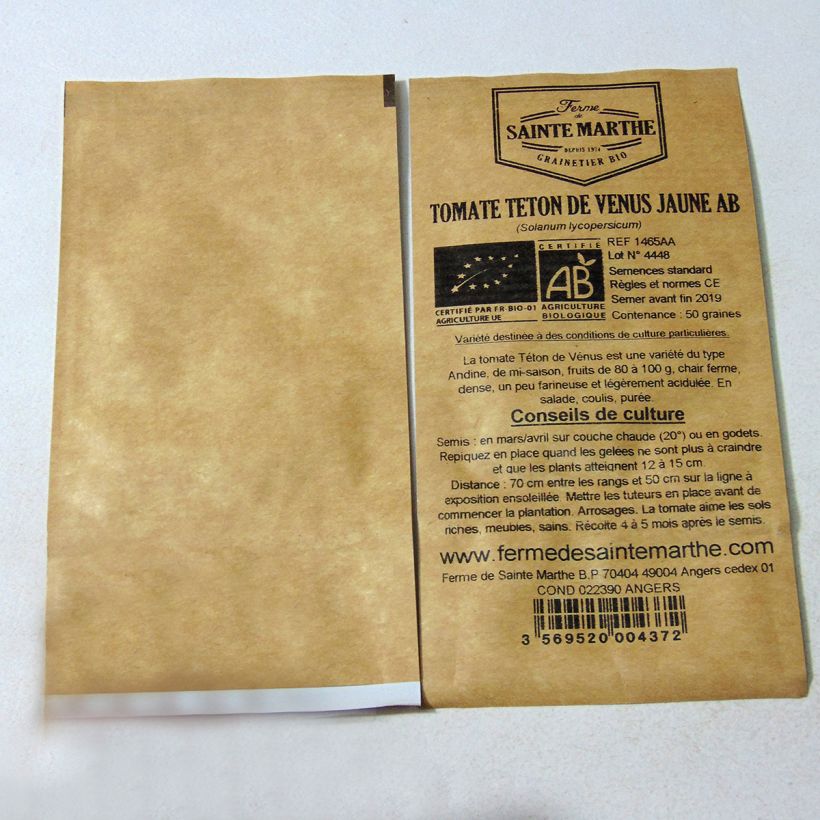 Ferme
de
SAINTE MARTHE
DEPUIS 1974
GRAINETIER BIO
TOMATE TETON DE VENUS JAUNE AB
(Solanum lycopersicum)
REF 1465AA
Lot N° 4448
Semences standard
Règles et normes CE
Semer avant fin 2019
Contenance : 50 graines
CERTIFIÉ PAR FR-BIO-01
AGRICULTURE UE
CERTIFIÉ
AB
AGRICULTURE
BIOLOGIQUE
Variété destinée à des conditions de culture particulières.
La tomate Téton de Vénus est une variété du type
Andine, de mi-saison, fruits de 80 à 100 g, chair ferme,
dense, un peu farineuse et légèrement acidulée. En
salade, coulis, purée.
Conseils de culture
Semis : en mars/avril sur couche chaude (20°) ou en godets.
Repiquez en place quand les gelées ne sont plus à craindre
et que les plants atteignent 12 à 15 cm.
Distance : 70 cm entre les rangs et 50 cm sur la ligne à
exposition ensoleillée. Mettre les tuteurs en place avant de
commencer la plantation. Arrosages. La tomate aime les sols
riches, meubles, sains. Récolte 4 à 5 mois après le semis.
www.fermedesaintemarthe.com
Ferme de Sainte Marthe B.P 70404 49004 Angers cedex 01
COND 022390 ANGERS
3 569520 004372